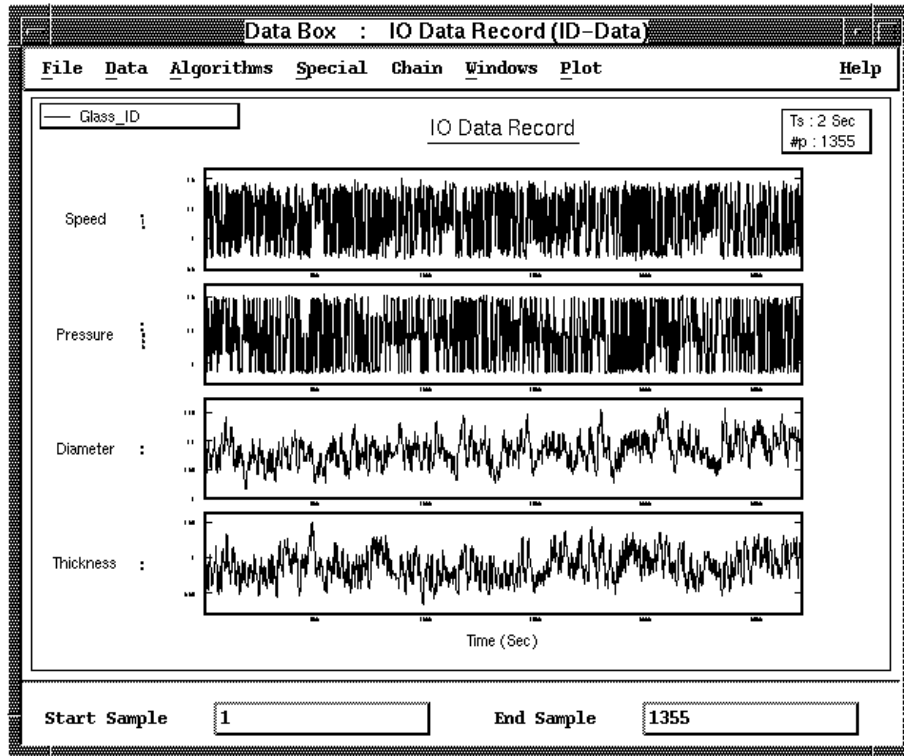 Data Box : IO Data Record (ID-Data)
File Data Algorithms Special Chain Windows Plot Help
Glass_ID
IO Data Record
Ts : 2 Sec
#p : 1355
Speed
Pressure
Diameter
Thickness
Time (Sec)
Start Sample 1 End Sample 1355